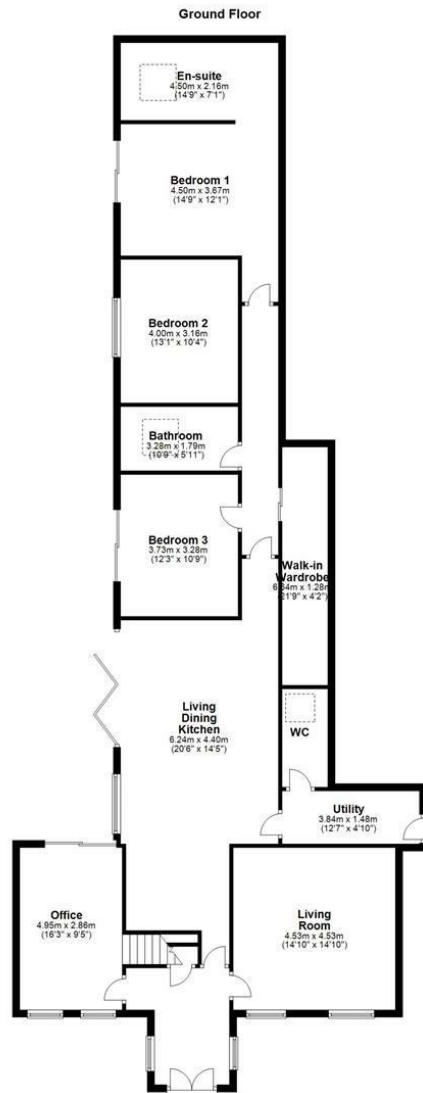 Ground Floor
En-suite
4.50m x 2.16m
(14'9" x 7'1")
Bedroom 1
4.50m x 3.67m
(14'9" x 12'1")
Bedroom 2
4.00m x 3.16m
(13'1" x 10'4")
Bathroom
3.28m x 1.79m
(10'9" x 5'11")
Bedroom 3
3.73m x 3.28m
(12'3" x 10'9")
Walk-in
Wardrobe
6.64m x 1.28m
(21'9" x 4'2")
Living
Dining
Kitchen
6.24m x 4.40m
(20'6" x 14'5")
WC
Utility
3.84m x 1.48m
(12'7" x 4'10")
Office
4.95m x 2.86m
(16'3" x 9'5")
Living
Room
4.53m x 4.53m
(14'10" x 14'10")